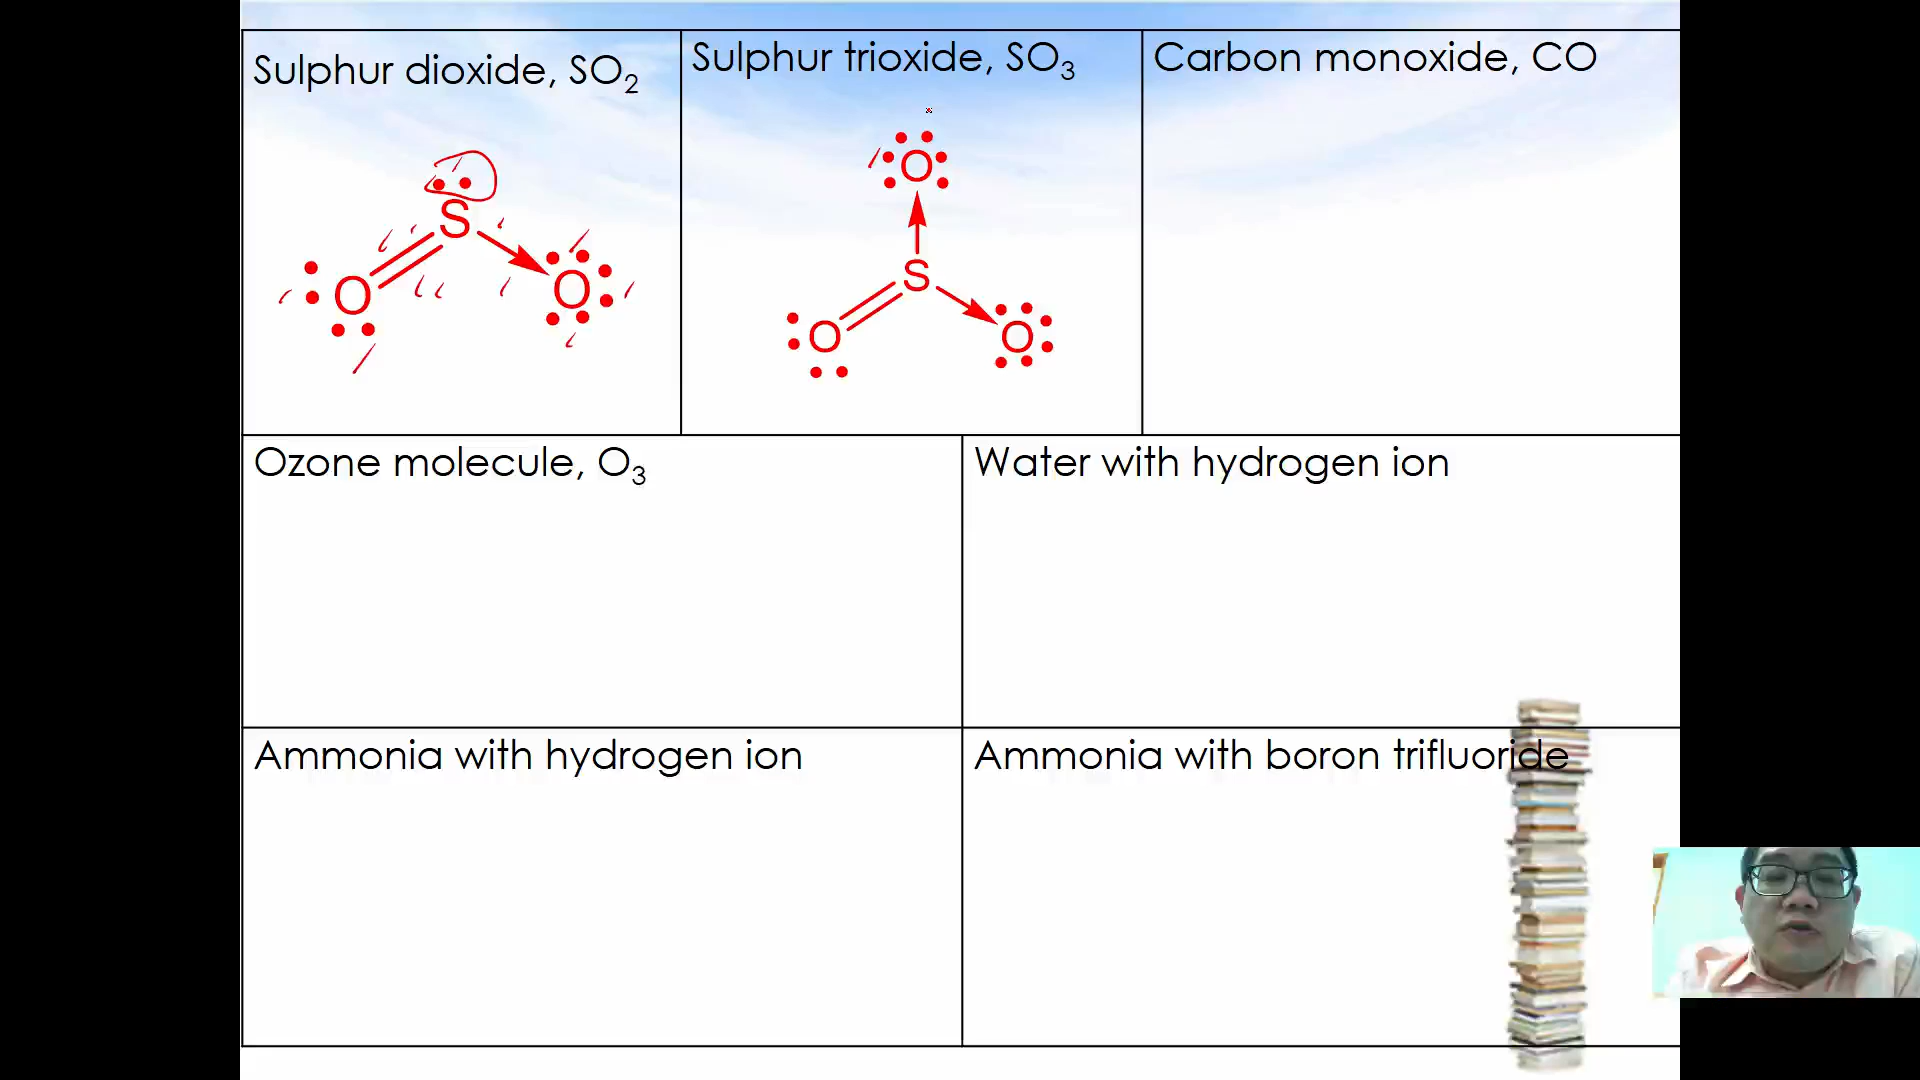 Sulphur dioxide, SO₂
Sulphur trioxide, SO₃
Carbon monoxide, CO
O
S
S
O
O
O
O
Ozone molecule, O₃
Water with hydrogen ion
Ammonia with hydrogen ion
Ammonia with boron trifluoride